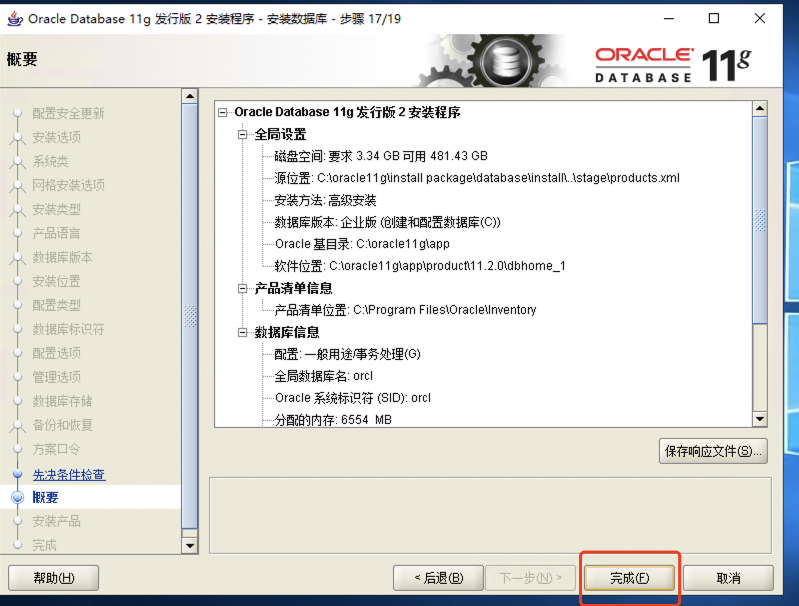 Oracle Database 11g 发行版 2 安装程序 - 安装数据库 - 步骤 17/19
概要
ORACLE
DATABASE
11g
配置安全更新
安装选项
系统类
网格安装选项
安装类型
产品语言
数据库版本
安装位置
配置类型
数据库标识符
配置选项
管理选项
数据库存储
备份和恢复
方案口令
先决条件检查
概要
安装产品
完成
Oracle Database 11g 发行版 2 安装程序
全局设置
磁盘空间: 要求 3.34 GB 可用 481.43 GB
源位置: C:\oracle11g\install package\database\install\..\stage\products.xml
安装方法: 高级安装
数据库版本: 企业版 (创建和配置数据库(C))
Oracle 基目录: C:\oracle11g\app
软件位置: C:\oracle11g\app\product\11.2.0\dbhome_1
产品清单信息
产品清单位置: C:\Program Files\Oracle\Inventory
数据库信息
配置: 一般用途/事务处理(G)
全局数据库名: orcl
Oracle 系统标识符 (SID): orcl
分配的内存: 6554 MB
保存响应文件(S)...
帮助(H)
< 后退(B)
下一步(N) >
完成(F)
取消